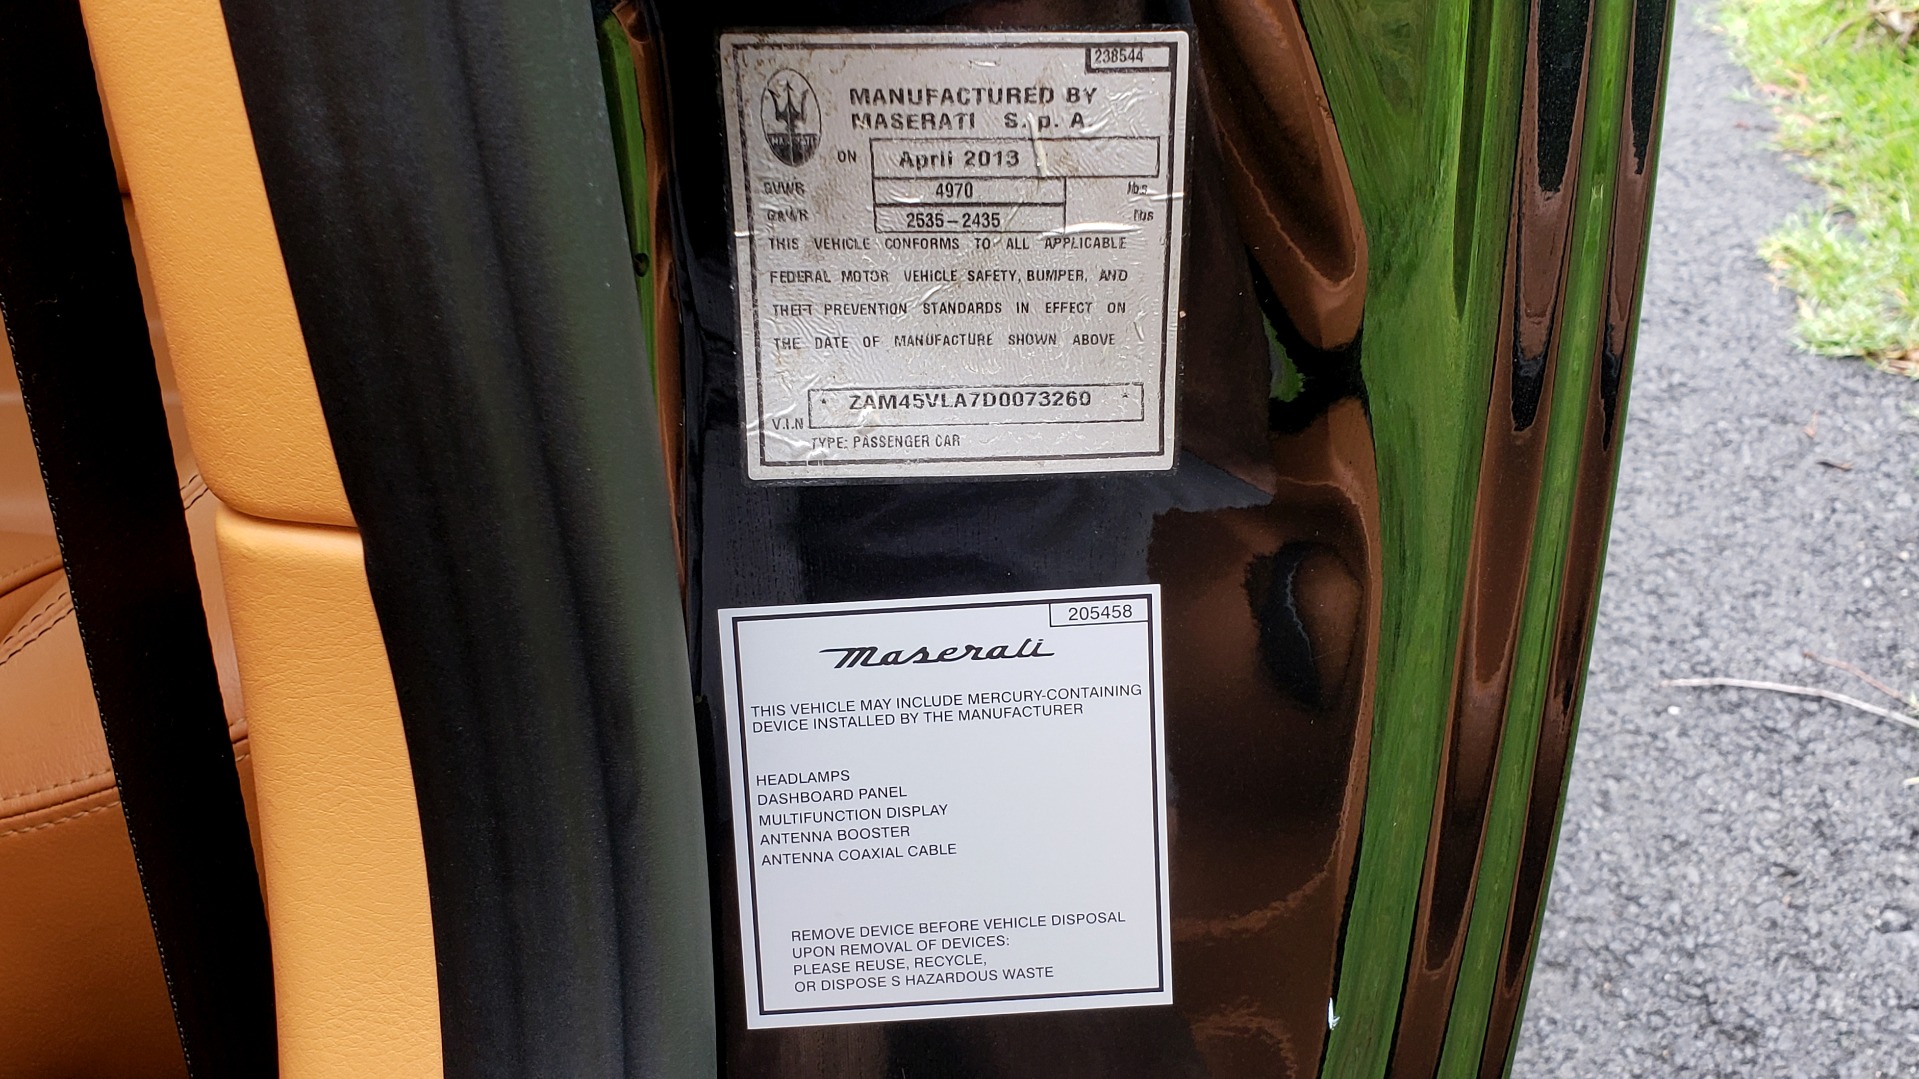 238544
MANUFACTURED BY
MASERATI S. p. A
ON April 2013
GVWR 4970 lbs
GAWR 2535-2435 lbs
THIS VEHICLE CONFORMS TO ALL APPLICABLE
FEDERAL MOTOR VEHICLE SAFETY, BUMPER, AND
THEFT PREVENTION STANDARDS IN EFFECT ON
THE DATE OF MANUFACTURE SHOWN ABOVE
V.I.N * ZAM45VLA7D0073260 *
TYPE: PASSENGER CAR
205458
Maserati
THIS VEHICLE MAY INCLUDE MERCURY-CONTAINING
DEVICE INSTALLED BY THE MANUFACTURER
HEADLAMPS
DASHBOARD PANEL
MULTIFUNCTION DISPLAY
ANTENNA BOOSTER
ANTENNA COAXIAL CABLE
REMOVE DEVICE BEFORE VEHICLE DISPOSAL
UPON REMOVAL OF DEVICES:
PLEASE REUSE, RECYCLE,
OR DISPOSE S HAZARDOUS WASTE